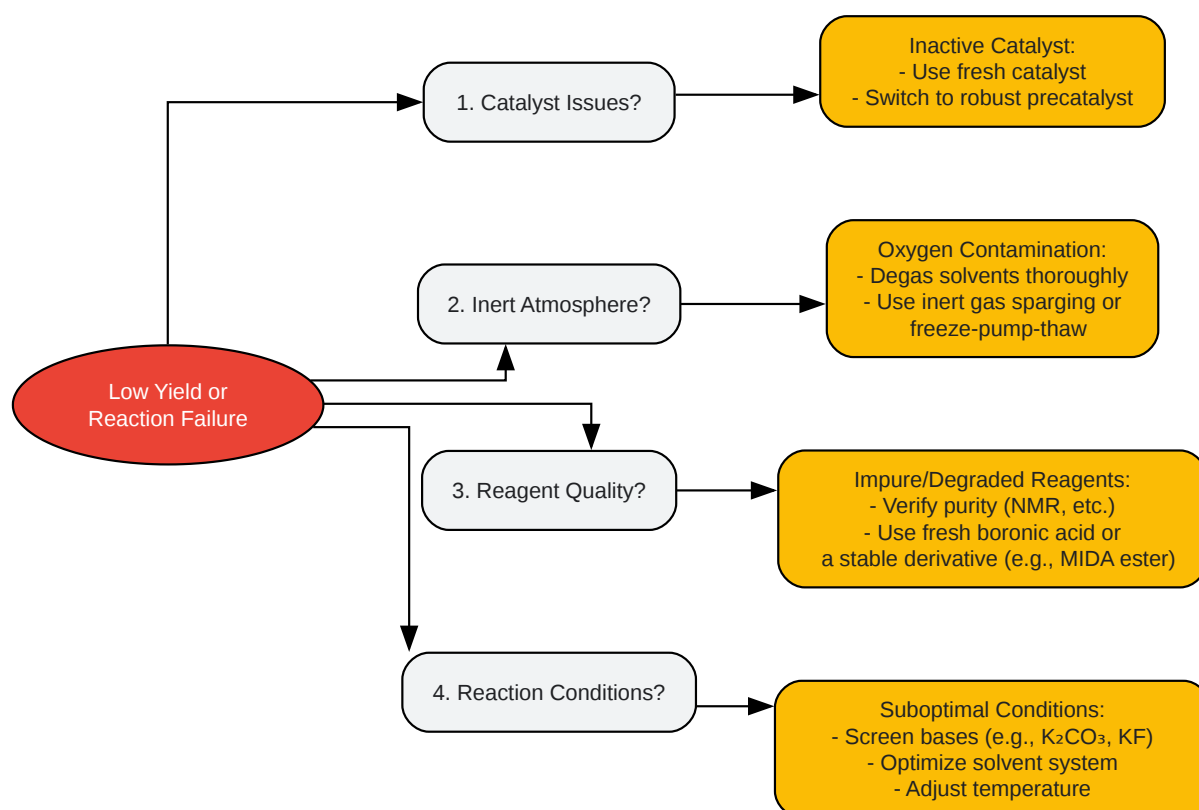 Low Yield or
Reaction Failure
1. Catalyst Issues?
Inactive Catalyst:
- Use fresh catalyst
- Switch to robust precatalyst
2. Inert Atmosphere?
Oxygen Contamination:
- Degas solvents thoroughly
- Use inert gas sparging or
freeze-pump-thaw
3. Reagent Quality?
Impure/Degraded Reagents:
- Verify purity (NMR, etc.)
- Use fresh boronic acid or
a stable derivative (e.g., MIDA ester)
4. Reaction Conditions?
Suboptimal Conditions:
- Screen bases (e.g., K₂CO₃, KF)
- Optimize solvent system
- Adjust temperature